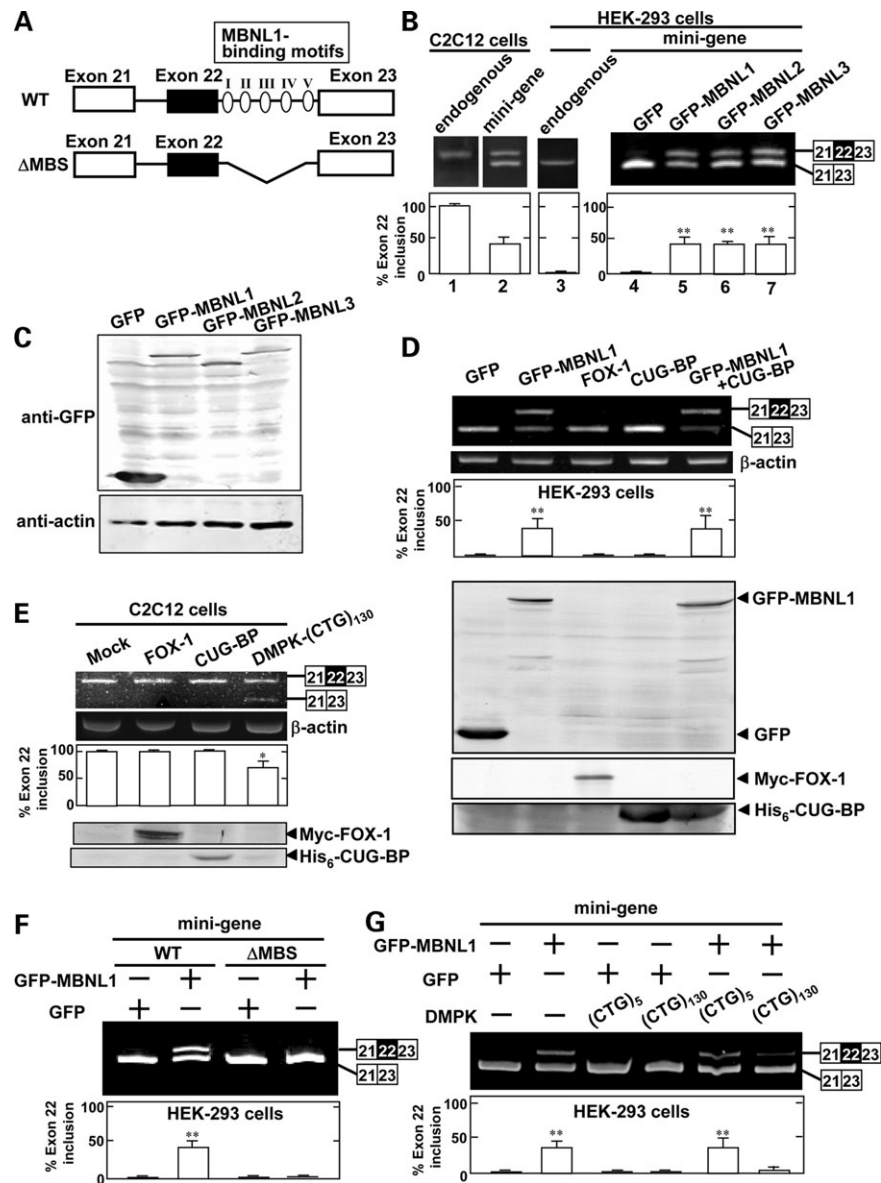 A
MBNL1-
binding motifs
Exon 21 Exon 22 I II III IV V Exon 23
WT
Exon 21 Exon 22 Exon 23
ΔMBS
B
HEK-293 cells
C2C12 cells
mini-gene
endogenous mini-gene endogenous GFP GFP-MBNL1 GFP-MBNL2 GFP-MBNL3
21 22 23
21 23
% Exon 22 inclusion
100
50
0
100
50
0
100
50
0
** ** **
1 2 3 4 5 6 7
C
GFP GFP-MBNL1 GFP-MBNL2 GFP-MBNL3
anti-GFP
anti-actin
D
GFP GFP-MBNL1 FOX-1 CUG-BP GFP-MBNL1 +CUG-BP
21 22 23
21 23
β-actin
% Exon 22 inclusion
100
50
HEK-293 cells
** **
GFP-MBNL1
GFP
Myc-FOX-1
His6-CUG-BP
E
C2C12 cells
Mock FOX-1 CUG-BP DMPK-(CTG)130
21 22 23
21 23
β-actin
% Exon 22 inclusion
100
50
0
*
Myc-FOX-1
His6-CUG-BP
F
mini-gene
WT ΔMBS
GFP-MBNL1 − + − +
GFP + − + −
21 22 23
21 23
% Exon 22 inclusion
100
50
0
HEK-293 cells
**
G
mini-gene
GFP-MBNL1 − + − − + +
GFP + − + + − −
DMPK − − (CTG)5 (CTG)130 (CTG)5 (CTG)130
21 22 23
21 23
% Exon 22 inclusion
100
50
0
HEK-293 cells
** **